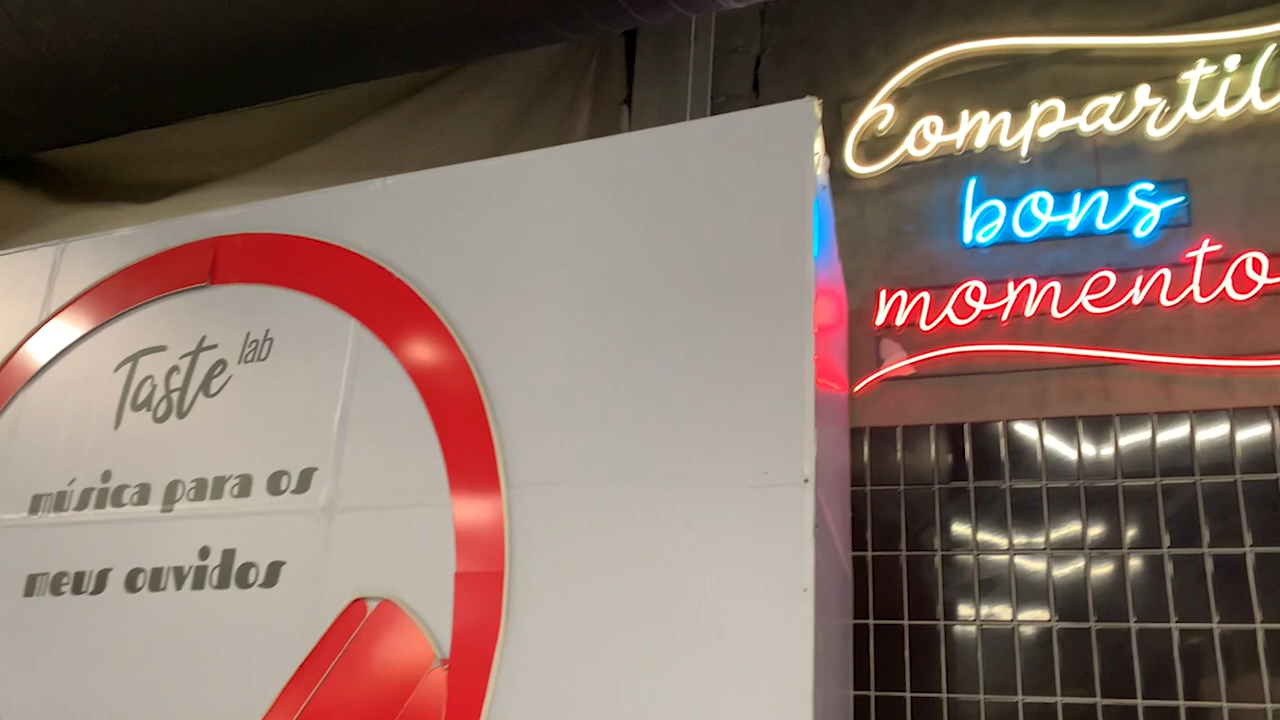 Taste lab
música para os
meus ouvidos
Compartil
bons
momento